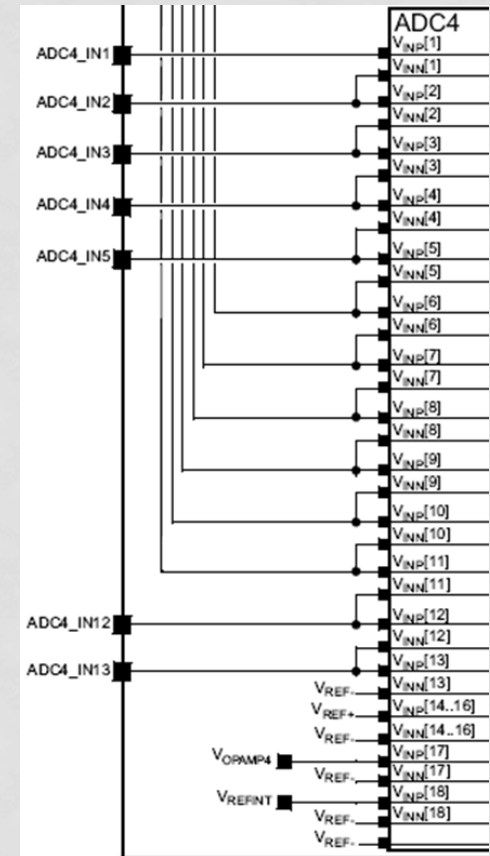 ADC4
ADC4_IN1
VINP[1]
VINN[1]
ADC4_IN2
VINP[2]
VINN[2]
ADC4_IN3
VINP[3]
VINN[3]
ADC4_IN4
VINP[4]
VINN[4]
ADC4_IN5
VINP[5]
VINN[5]
VINP[6]
VINN[6]
VINP[7]
VINN[7]
VINP[8]
VINN[8]
VINP[9]
VINN[9]
VINP[10]
VINN[10]
VINP[11]
VINN[11]
ADC4_IN12
VINP[12]
VINN[12]
ADC4_IN13
VINP[13]
VREF-
VINN[13]
VREF+
VINP[14..16]
VREF-
VINN[14..16]
VOPAMP4
VINP[17]
VREF-
VINN[17]
VREFINT
VINP[18]
VREF-
VINN[18]
VREF-